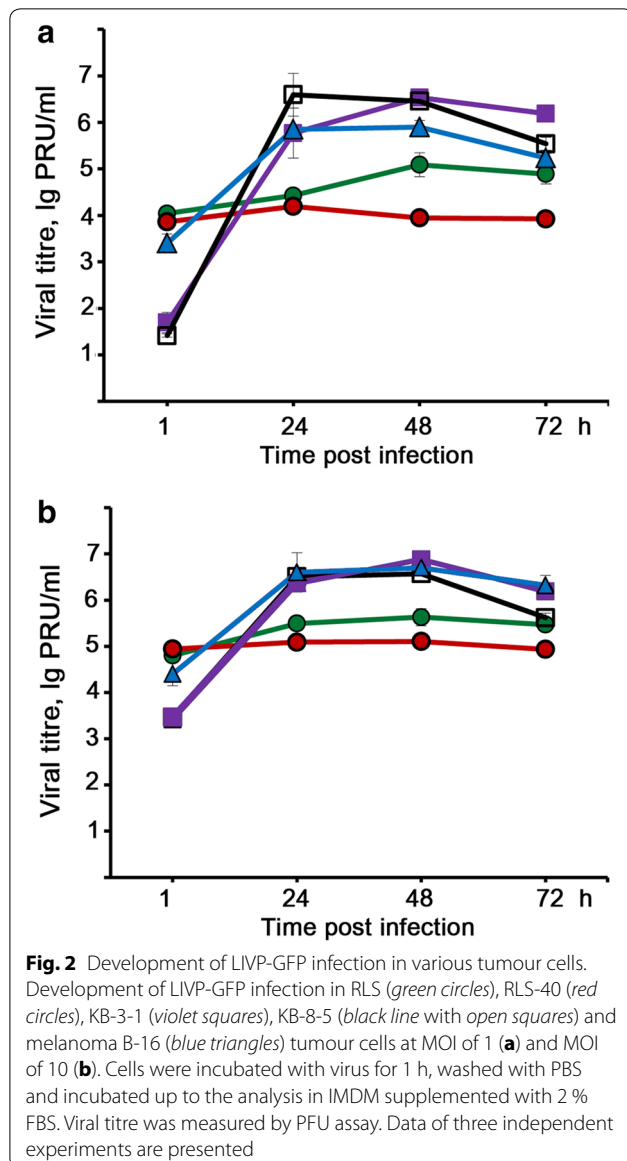 a
7
6
5
4
3
2
1
Viral titre, lg PRU/ml
1 24 48 72 h
Time post infection
b
7
6
5
4
3
2
1
Viral titre, lg PRU/ml
1 24 48 72 h
Time post infection
Fig. 2 Development of LIVP-GFP infection in various tumour cells.
Development of LIVP-GFP infection in RLS (green circles), RLS-40 (red
circles), KB-3-1 (violet squares), KB-8-5 (black line with open squares) and
melanoma B-16 (blue triangles) tumour cells at MOI of 1 (a) and MOI
of 10 (b). Cells were incubated with virus for 1 h, washed with PBS
and incubated up to the analysis in IMDM supplemented with 2 %
FBS. Viral titre was measured by PFU assay. Data of three independent
experiments are presented